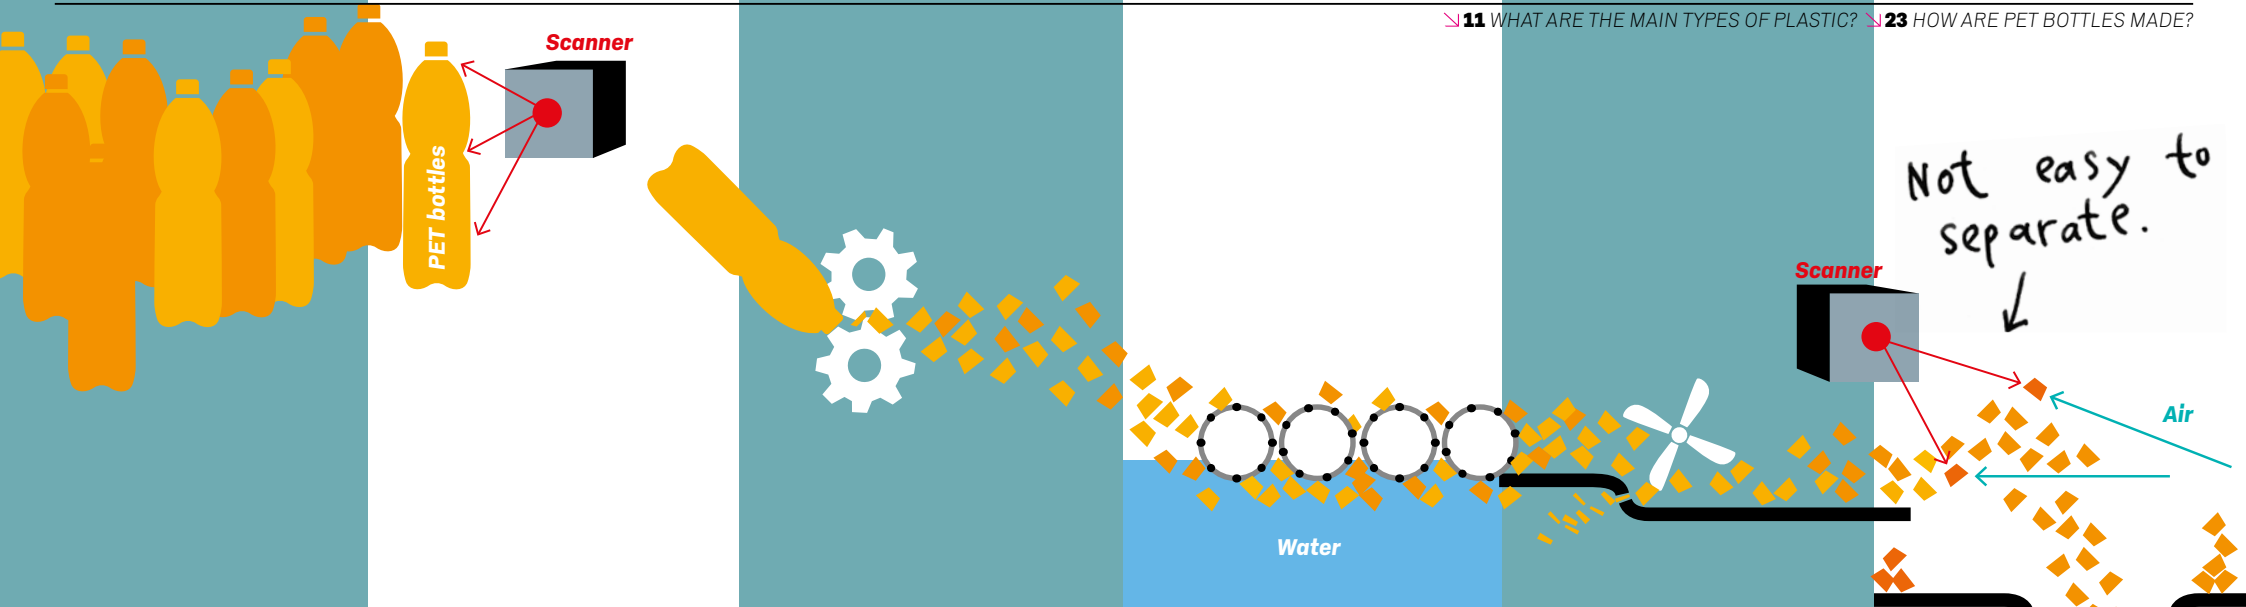 11 WHAT ARE THE MAIN TYPES OF PLASTIC? 23 HOW ARE PET BOTTLES MADE?
Scanner
PET bottles
Water
Not easy to
separate.
Scanner
Air